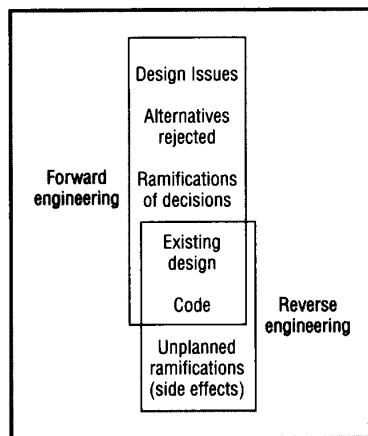 Design Issues
Alternatives
rejected
Forward
engineering
Ramifications
of decisions
Existing
design
Code
Reverse
engineering
Unplanned
ramifications
(side effects)